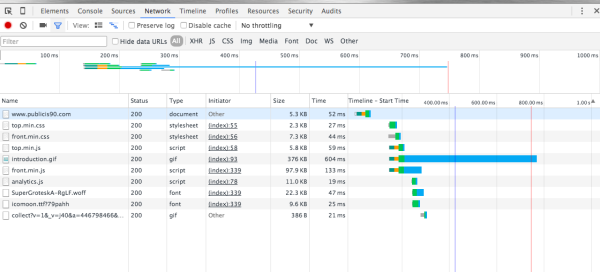 Elements Console Sources Network Timeline Profiles Resources Security Audits
View: Preserve log Disable cache No throttling
Filter Hide data URLs All XHR JS CSS Img Media Font Doc WS Other
100 ms 200 ms 300 ms 400 ms 500 ms 600 ms 700 ms 800 ms 900 ms 1000 ms
Name Status Type Initiator Size Time Timeline – Start Time 400.00 ms 600.00 ms 800.00 ms 1.00 s
www.publicis90.com 200 document Other 5.3 KB 52 ms
top.min.css 200 stylesheet (index):55 2.3 KB 27 ms
front.min.css 200 stylesheet (index):56 7.3 KB 44 ms
top.min.js 200 script (index):58 5.8 KB 59 ms
introduction.gif 200 gif (index):93 376 KB 604 ms
front.min.js 200 script (index):339 97.9 KB 133 ms
analytics.js 200 script (index):78 11.0 KB 19 ms
SuperGroteskA-RgLF.woff 200 font (index):339 22.3 KB 47 ms
icomoon.ttf?79pahh 200 font (index):339 9.6 KB 25 ms
collect?v=1&_v=j40&a=446798466&... 200 gif Other 386 B 21 ms